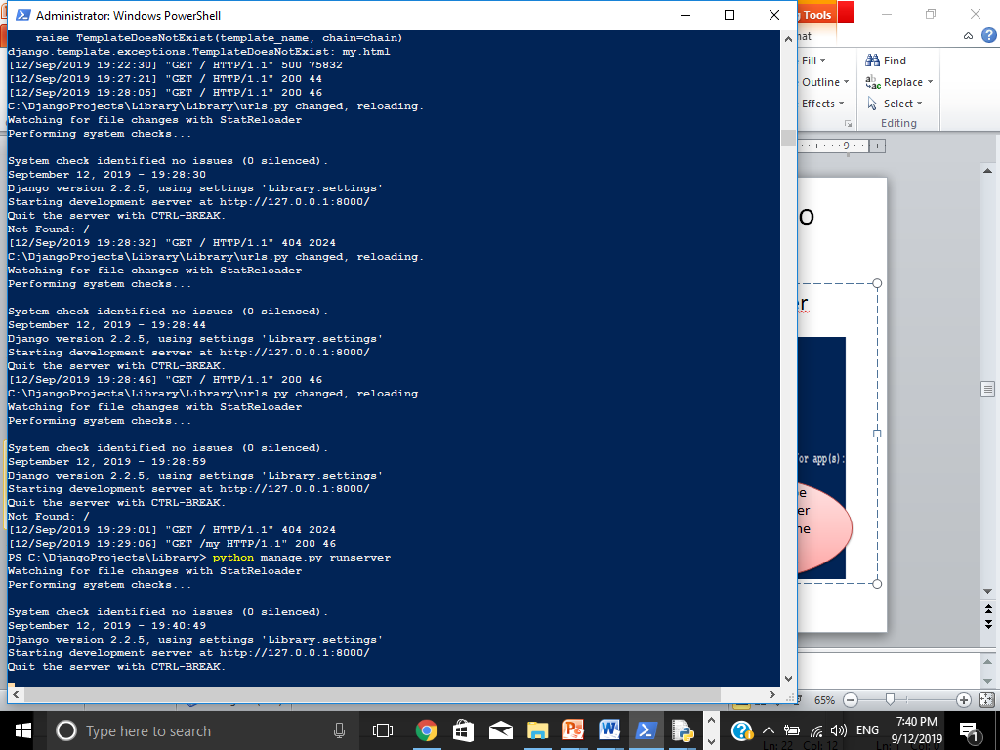 Administrator: Windows PowerShell
    raise TemplateDoesNotExist(template_name, chain=chain)
django.template.exceptions.TemplateDoesNotExist: my.html
[12/Sep/2019 19:22:30] "GET / HTTP/1.1" 500 75832
[12/Sep/2019 19:27:21] "GET / HTTP/1.1" 200 44
[12/Sep/2019 19:28:05] "GET / HTTP/1.1" 200 46
C:\DjangoProjects\Library\Library\urls.py changed, reloading.
Watching for file changes with StatReloader
Performing system checks...
System check identified no issues (0 silenced).
September 12, 2019 - 19:28:30
Django version 2.2.5, using settings 'Library.settings'
Starting development server at http://127.0.0.1:8000/
Quit the server with CTRL-BREAK.
Not Found: /
[12/Sep/2019 19:28:32] "GET / HTTP/1.1" 404 2024
C:\DjangoProjects\Library\Library\urls.py changed, reloading.
Watching for file changes with StatReloader
Performing system checks...
System check identified no issues (0 silenced).
September 12, 2019 - 19:28:44
Django version 2.2.5, using settings 'Library.settings'
Starting development server at http://127.0.0.1:8000/
Quit the server with CTRL-BREAK.
[12/Sep/2019 19:28:46] "GET / HTTP/1.1" 200 46
C:\DjangoProjects\Library\Library\urls.py changed, reloading.
Watching for file changes with StatReloader
Performing system checks...
System check identified no issues (0 silenced).
September 12, 2019 - 19:28:59
Django version 2.2.5, using settings 'Library.settings'
Starting development server at http://127.0.0.1:8000/
Quit the server with CTRL-BREAK.
Not Found: /
[12/Sep/2019 19:29:01] "GET / HTTP/1.1" 404 2024
[12/Sep/2019 19:29:06] "GET /my HTTP/1.1" 200 46
PS C:\DjangoProjects\Library> python manage.py runserver
Watching for file changes with StatReloader
Performing system checks...
System check identified no issues (0 silenced).
September 12, 2019 - 19:40:49
Django version 2.2.5, using settings 'Library.settings'
Starting development server at http://127.0.0.1:8000/
Quit the server with CTRL-BREAK.
Tools
Fill
Outline
Effects
Find
Replace
Select
Editing
9
for app(s):
65%
Type here to search
ENG
7:40 PM
9/12/2019
1